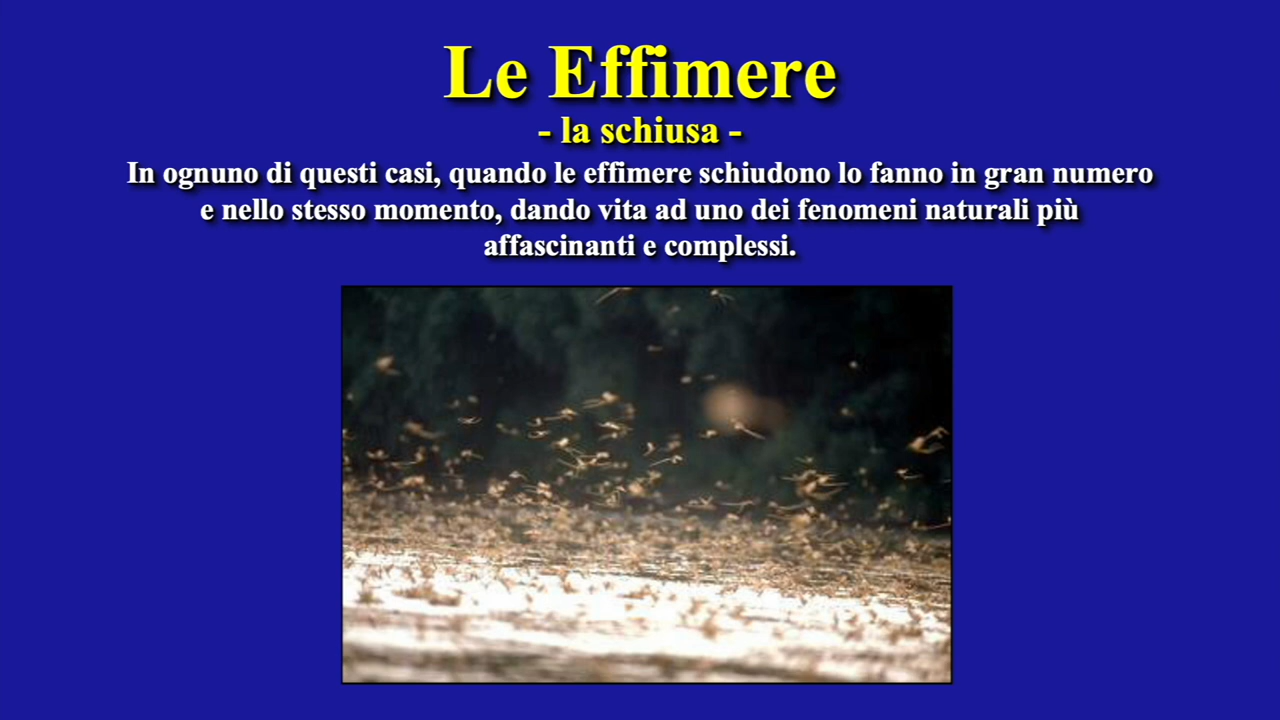 Le Effimere
- la schiusa -
In ognuno di questi casi, quando le effimere schiudono lo fanno in gran numero
e nello stesso momento, dando vita ad uno dei fenomeni naturali più
affascinanti e complessi.